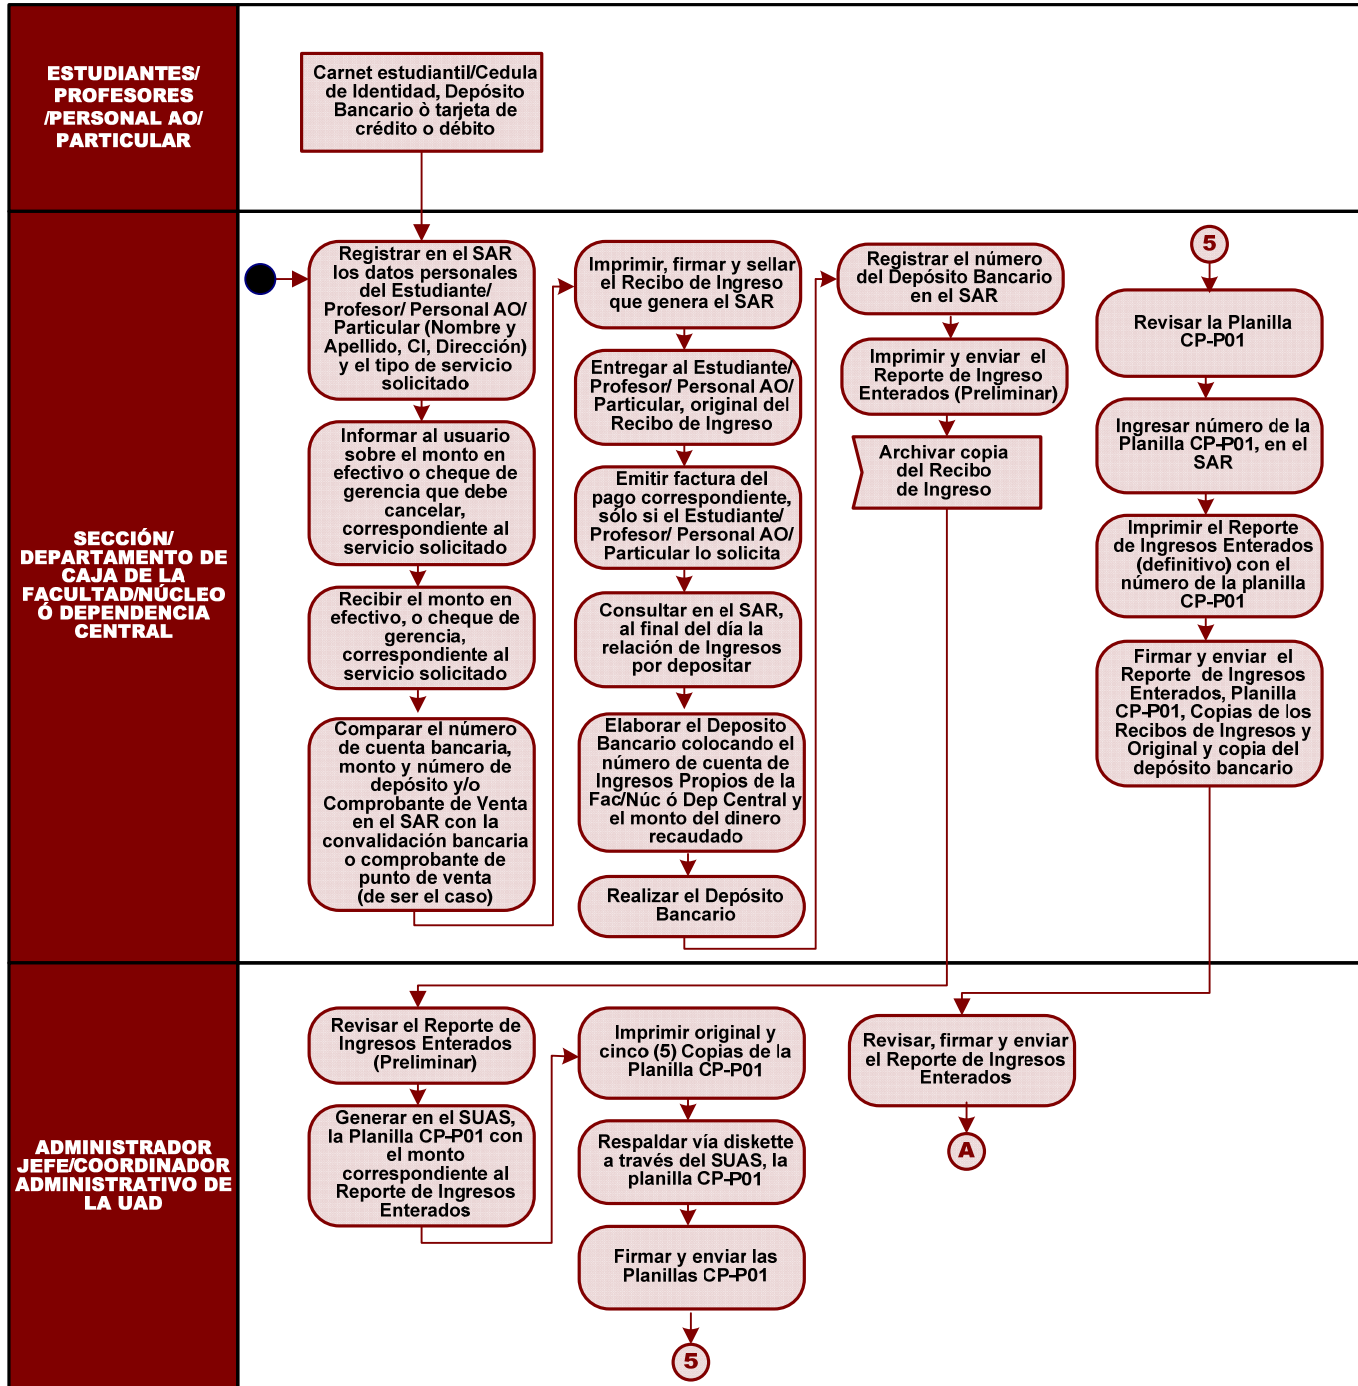 ESTUDIANTES/
PROFESORES
/PERSONAL AO/
PARTICULAR
Carnet estudiantil/Cedula
de Identidad, Depósito
Bancario ò tarjeta de
crédito o débito
SECCIÓN/
DEPARTAMENTO DE
CAJA DE LA
FACULTAD/NÚCLEO
Ó DEPENDENCIA
CENTRAL
Registrar en el SAR
los datos personales
del Estudiante/
Profesor/ Personal AO/
Particular (Nombre y
Apellido, CI, Dirección)
y el tipo de servicio
solicitado
Informar al usuario
sobre el monto en
efectivo o cheque de
gerencia que debe
cancelar,
correspondiente al
servicio solicitado
Recibir el monto en
efectivo, o cheque de
gerencia,
correspondiente al
servicio solicitado
Comparar el número
de cuenta bancaria,
monto y número de
depósito y/o
Comprobante de Venta
en el SAR con la
convalidación bancaria
o comprobante de
punto de venta
(de ser el caso)
Imprimir, firmar y sellar
el Recibo de Ingreso
que genera el SAR
Entregar al Estudiante/
Profesor/ Personal AO/
Particular, original del
Recibo de Ingreso
Emitir factura del
pago correspondiente,
sólo si el Estudiante/
Profesor/ Personal AO/
Particular lo solicita
Consultar en el SAR,
al final del día la
relación de Ingresos
por depositar
Elaborar el Deposito
Bancario colocando el
número de cuenta de
Ingresos Propios de la
Fac/Núc ó Dep Central y
el monto del dinero
recaudado
Realizar el Depósito
Bancario
Registrar el número
del Depósito Bancario
en el SAR
Imprimir y enviar el
Reporte de Ingreso
Enterados (Preliminar)
Archivar copia
del Recibo
de Ingreso
5
Revisar la Planilla
CP-P01
Ingresar número de la
Planilla CP-P01, en el
SAR
Imprimir el Reporte
de Ingresos Enterados
(definitivo) con el
número de la planilla
CP-P01
Firmar y enviar el
Reporte de Ingresos
Enterados, Planilla
CP-P01, Copias de los
Recibos de Ingresos y
Original y copia del
depósito bancario
ADMINISTRADOR
JEFE/COORDINADOR
ADMINISTRATIVO DE
LA UAD
Revisar el Reporte de
Ingresos Enterados
(Preliminar)
Generar en el SUAS,
la Planilla CP-P01 con
el monto
correspondiente al
Reporte de Ingresos
Enterados
Imprimir original y
cinco (5) Copias de la
Planilla CP-P01
Respaldar vía diskette
a través del SUAS, la
planilla CP-P01
Firmar y enviar las
Planillas CP-P01
5
Revisar, firmar y enviar
el Reporte de Ingresos
Enterados
A